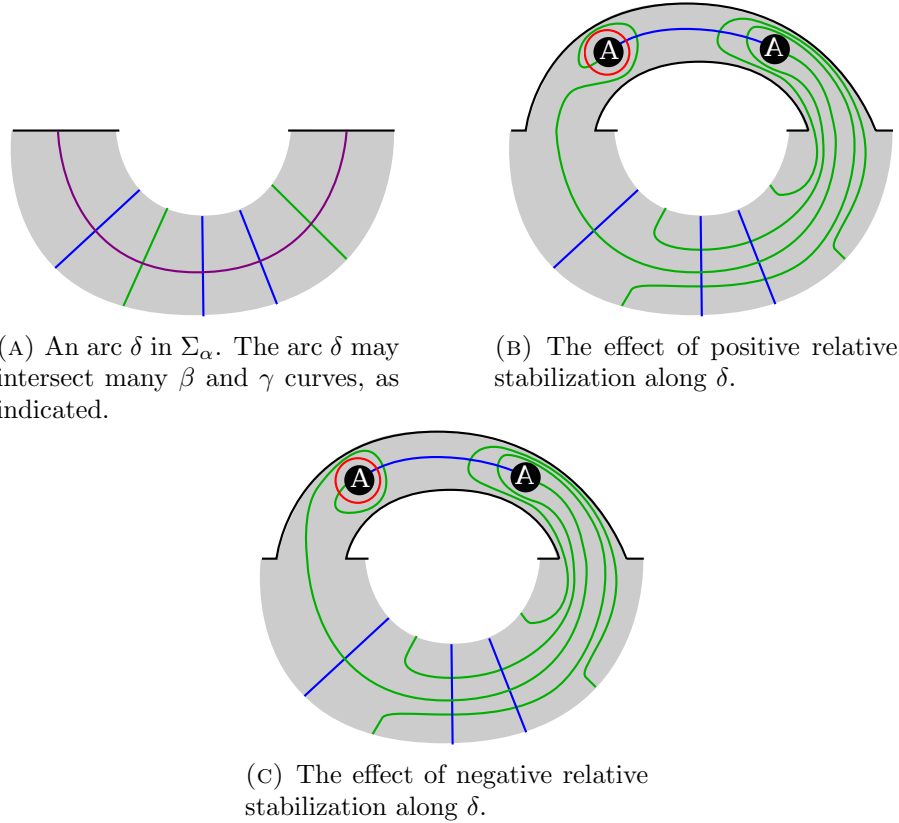 A
A
(A) An arc δ in Σα. The arc δ may
intersect many β and γ curves, as
indicated.
(B) The effect of positive relative
stabilization along δ.
A
A
(C) The effect of negative relative
stabilization along δ.